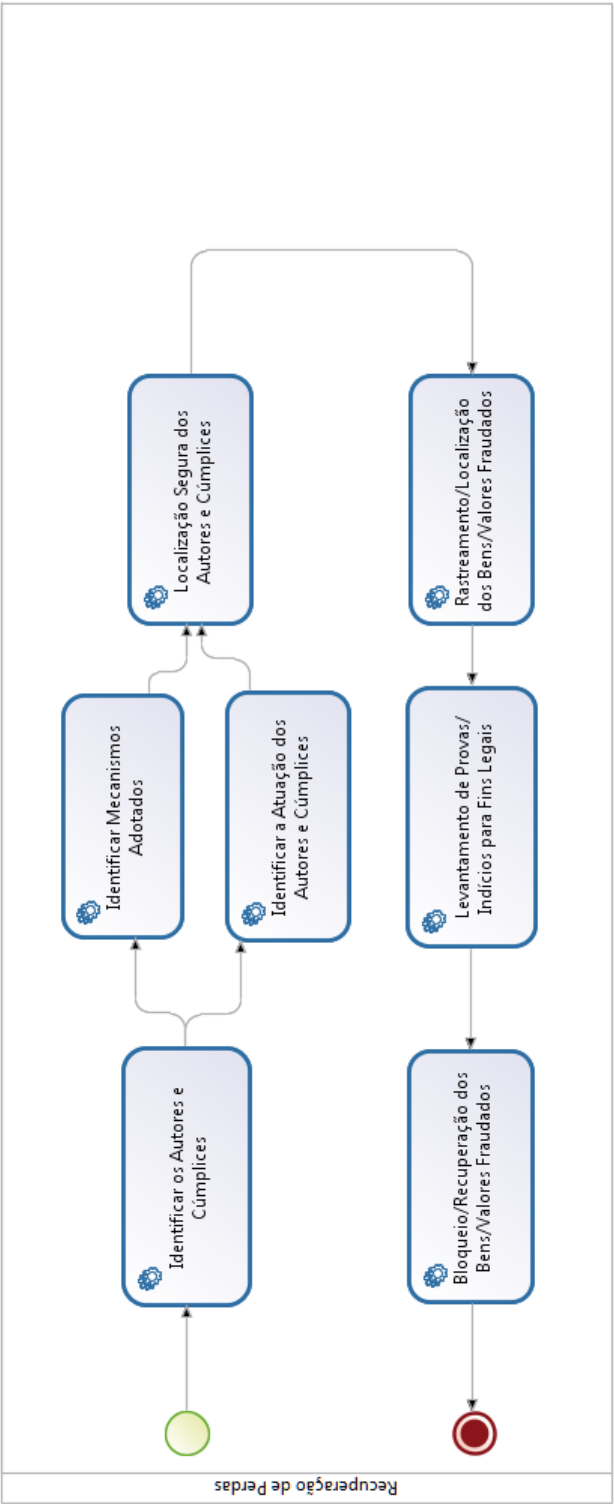 Recuperação de Perdas
Identificar os Autores e
Cúmplices
Identificar Mecanismos
Adotados
Identificar a Atuação dos
Autores e Cúmplices
Localização Segura dos
Autores e Cúmplices
Rastreamento/Localização
dos Bens/Valores Fraudados
Levantamento de Provas/
Indícios para Fins Legais
Bloqueio/Recuperação dos
Bens/Valores Fraudados